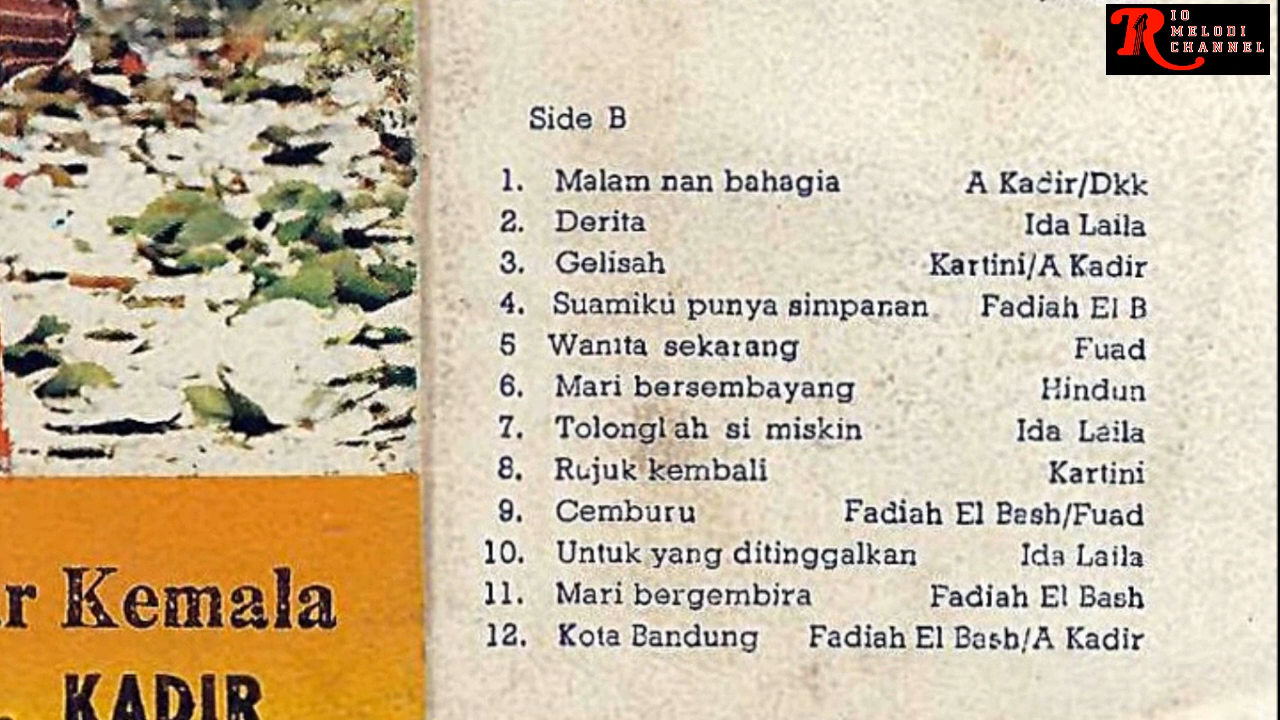 RIO
MELODI
CHANNEL
Side B
1. Malam nan bahagia A Kadir/Dkk
2. Derita Ida Laila
3. Gelisah Kartini/A Kadir
4. Suamiku punya simpanan Fadiah El B
5 Wanita sekarang Fuad
6. Mari bersembayang Hindun
7. Tolonglah si miskin Ida Laila
8. Rujuk kembali Kartini
9. Cemburu Fadiah El Bash/Fuad
10. Untuk yang ditinggalkan Ida Laila
11. Mari bergembira Fadiah El Bash
12. Kota Bandung Fadiah El Bash/A Kadir
r Kemala
. KADIR